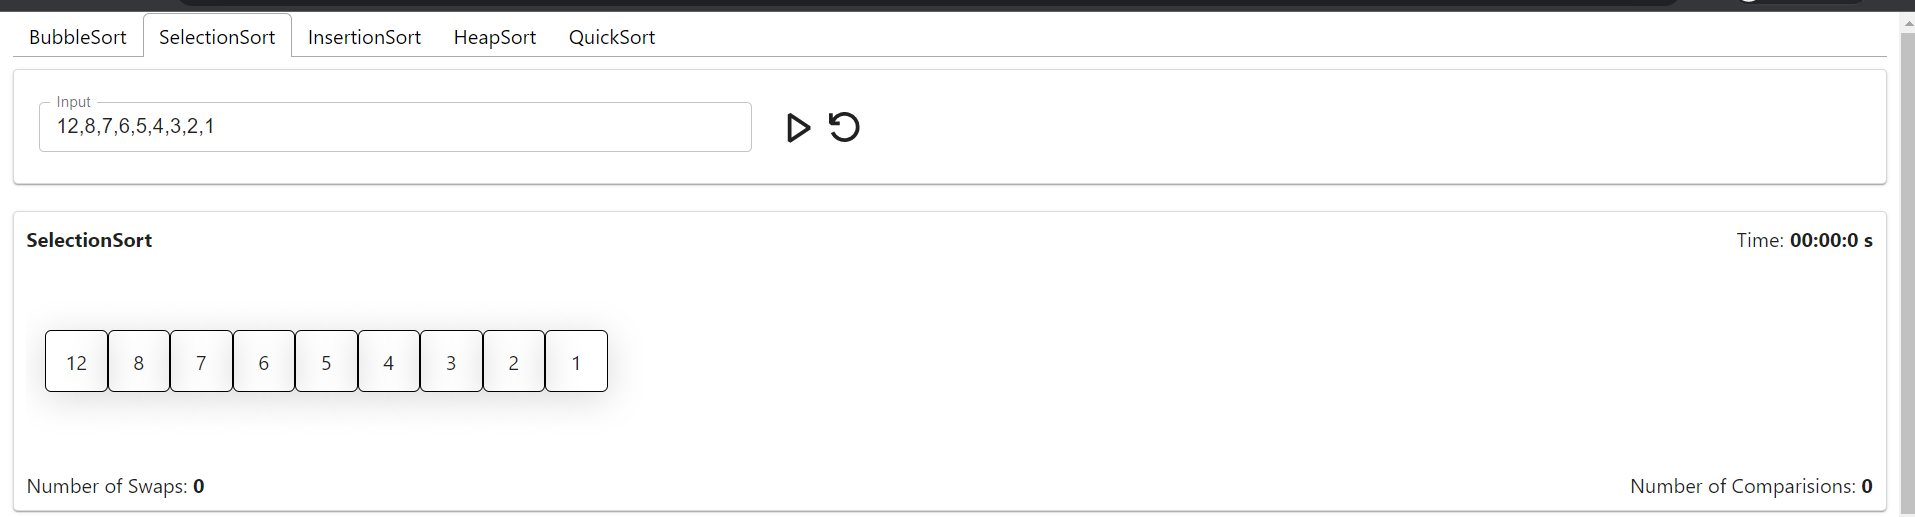 BubbleSort SelectionSort InsertionSort HeapSort QuickSort
Input
12,8,7,6,5,4,3,2,1
SelectionSort Time: 00:00:0 s
12 8 7 6 5 4 3 2 1
Number of Swaps: 0 Number of Comparisions: 0